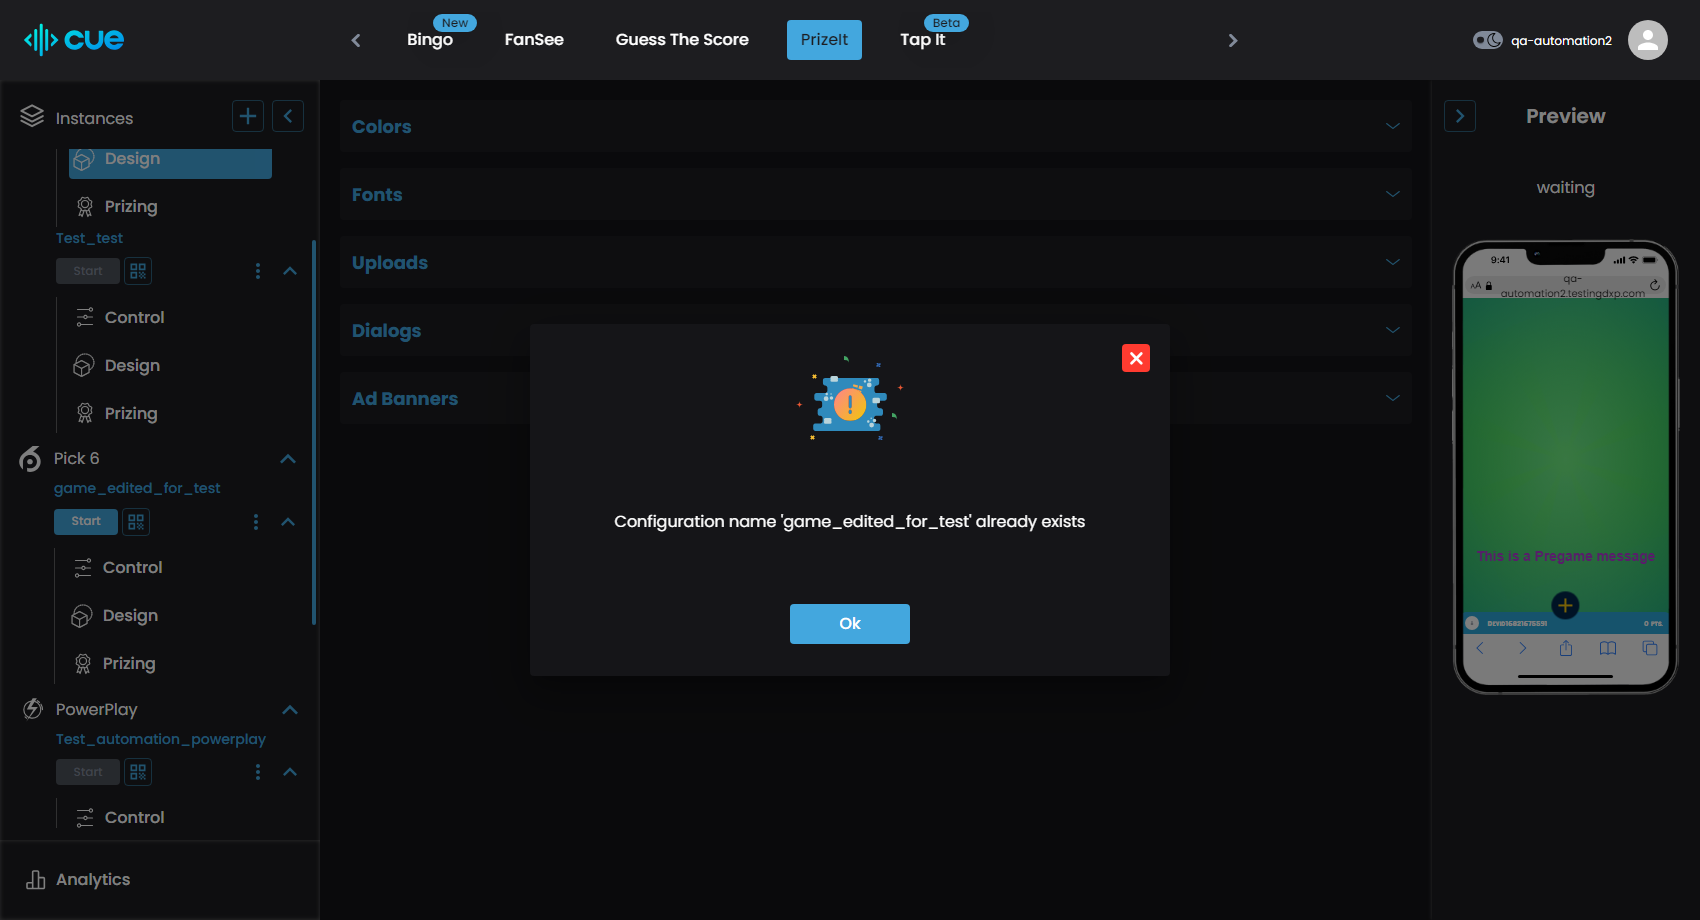 cue
Bingo
New
FanSee
Guess The Score
PrizeIt
Tap It
Beta
qa-automation2
Instances
Design
Prizing
Test_test
Start
Control
Design
Prizing
Pick 6
game_edited_for_test
Start
Control
Design
Prizing
PowerPlay
Test_automation_powerplay
Start
Control
Analytics
Colors
Fonts
Uploads
Dialogs
Ad Banners
Configuration name 'game_edited_for_test' already exists
Ok
Preview
waiting
9:41
AA
qa-
automation2.testingdxp.com
This is a Pregame message
0 PTS.